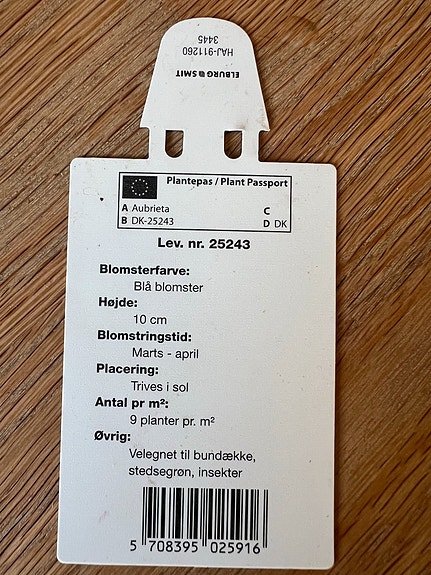 HAJ-911260
3445
ELBURG SMIT
Plantepas / Plant Passport
A Aubrieta C
B DK-25243 D DK
Lev. nr. 25243
Blomsterfarve:
Blå blomster
Højde:
10 cm
Blomstringstid:
Marts - april
Placering:
Trives i sol
Antal pr m²:
9 planter pr. m²
Øvrig:
Velegnet til bundække,
stedsegrøn, insekter
5 708395 025916